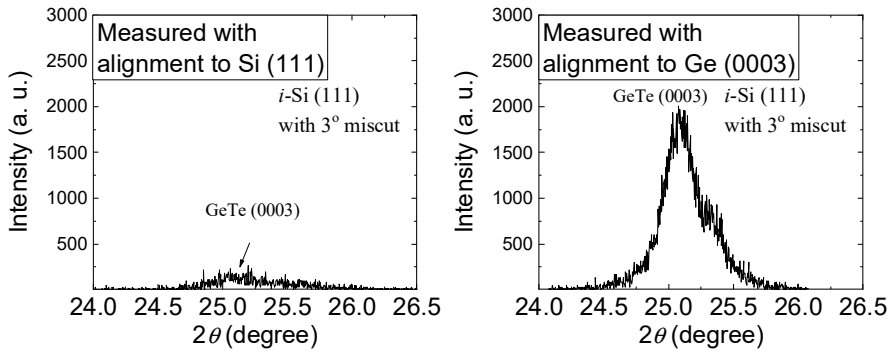 Measured with
alignment to Si (111)
i-Si (111)
with 3° miscut
GeTe (0003)
3000
2500
2000
1500
1000
500
Intensity (a. u.)
24.0 24.5 25.0 25.5 26.0 26.5
2θ (degree)
Measured with
alignment to Ge (0003)
GeTe (0003)
i-Si (111)
with 3° miscut
3000
2500
2000
1500
1000
500
Intensity (a. u.)
24.0 24.5 25.0 25.5 26.0 26.5
2θ (degree)